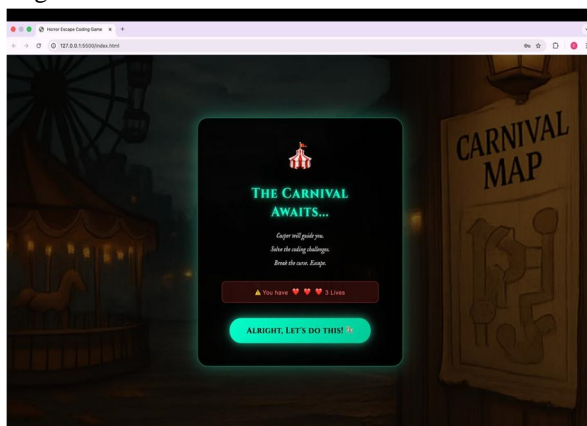 Horror Escape Coding Game
127.0.0.1:5500/index.html
CARNIVAL
MAP
The Carnival
Awaits...
Casper will guide you.
Solve the coding challenges.
Break the curse. Escape.
⚠️ You have ❤️ ❤️ ❤️ 3 Lives
Alright, Let's do this!